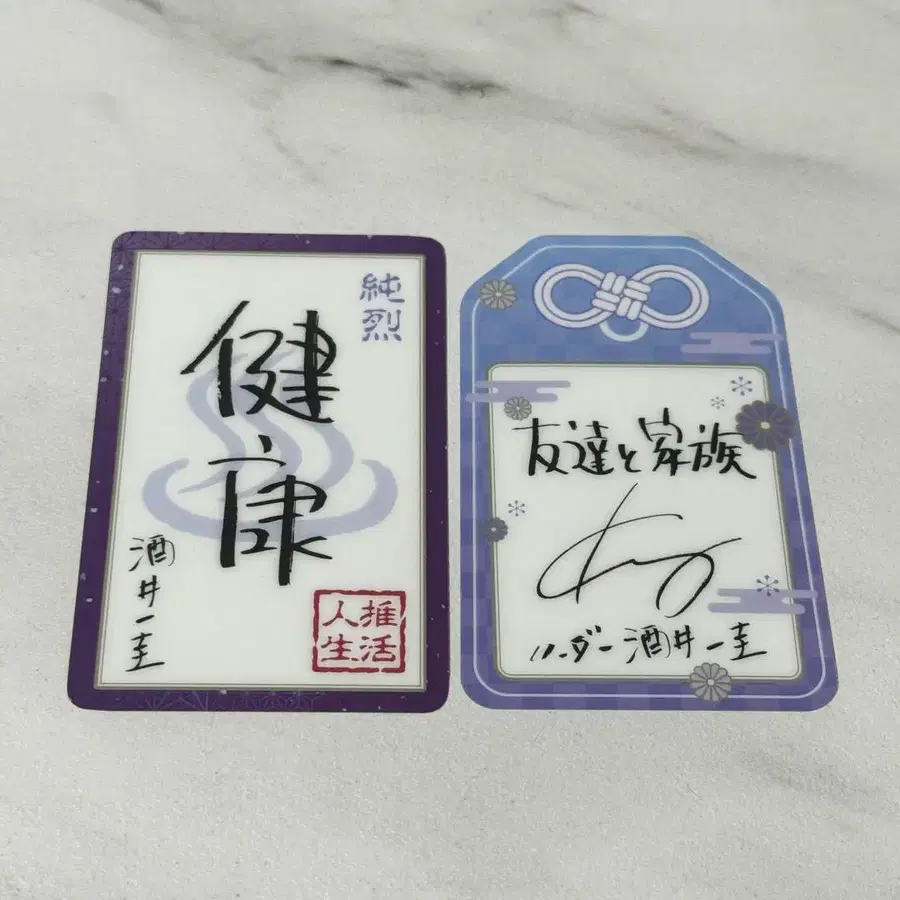 純烈
健康
酒井一圭
推活
人生
友達と家族
リーダー酒井一圭